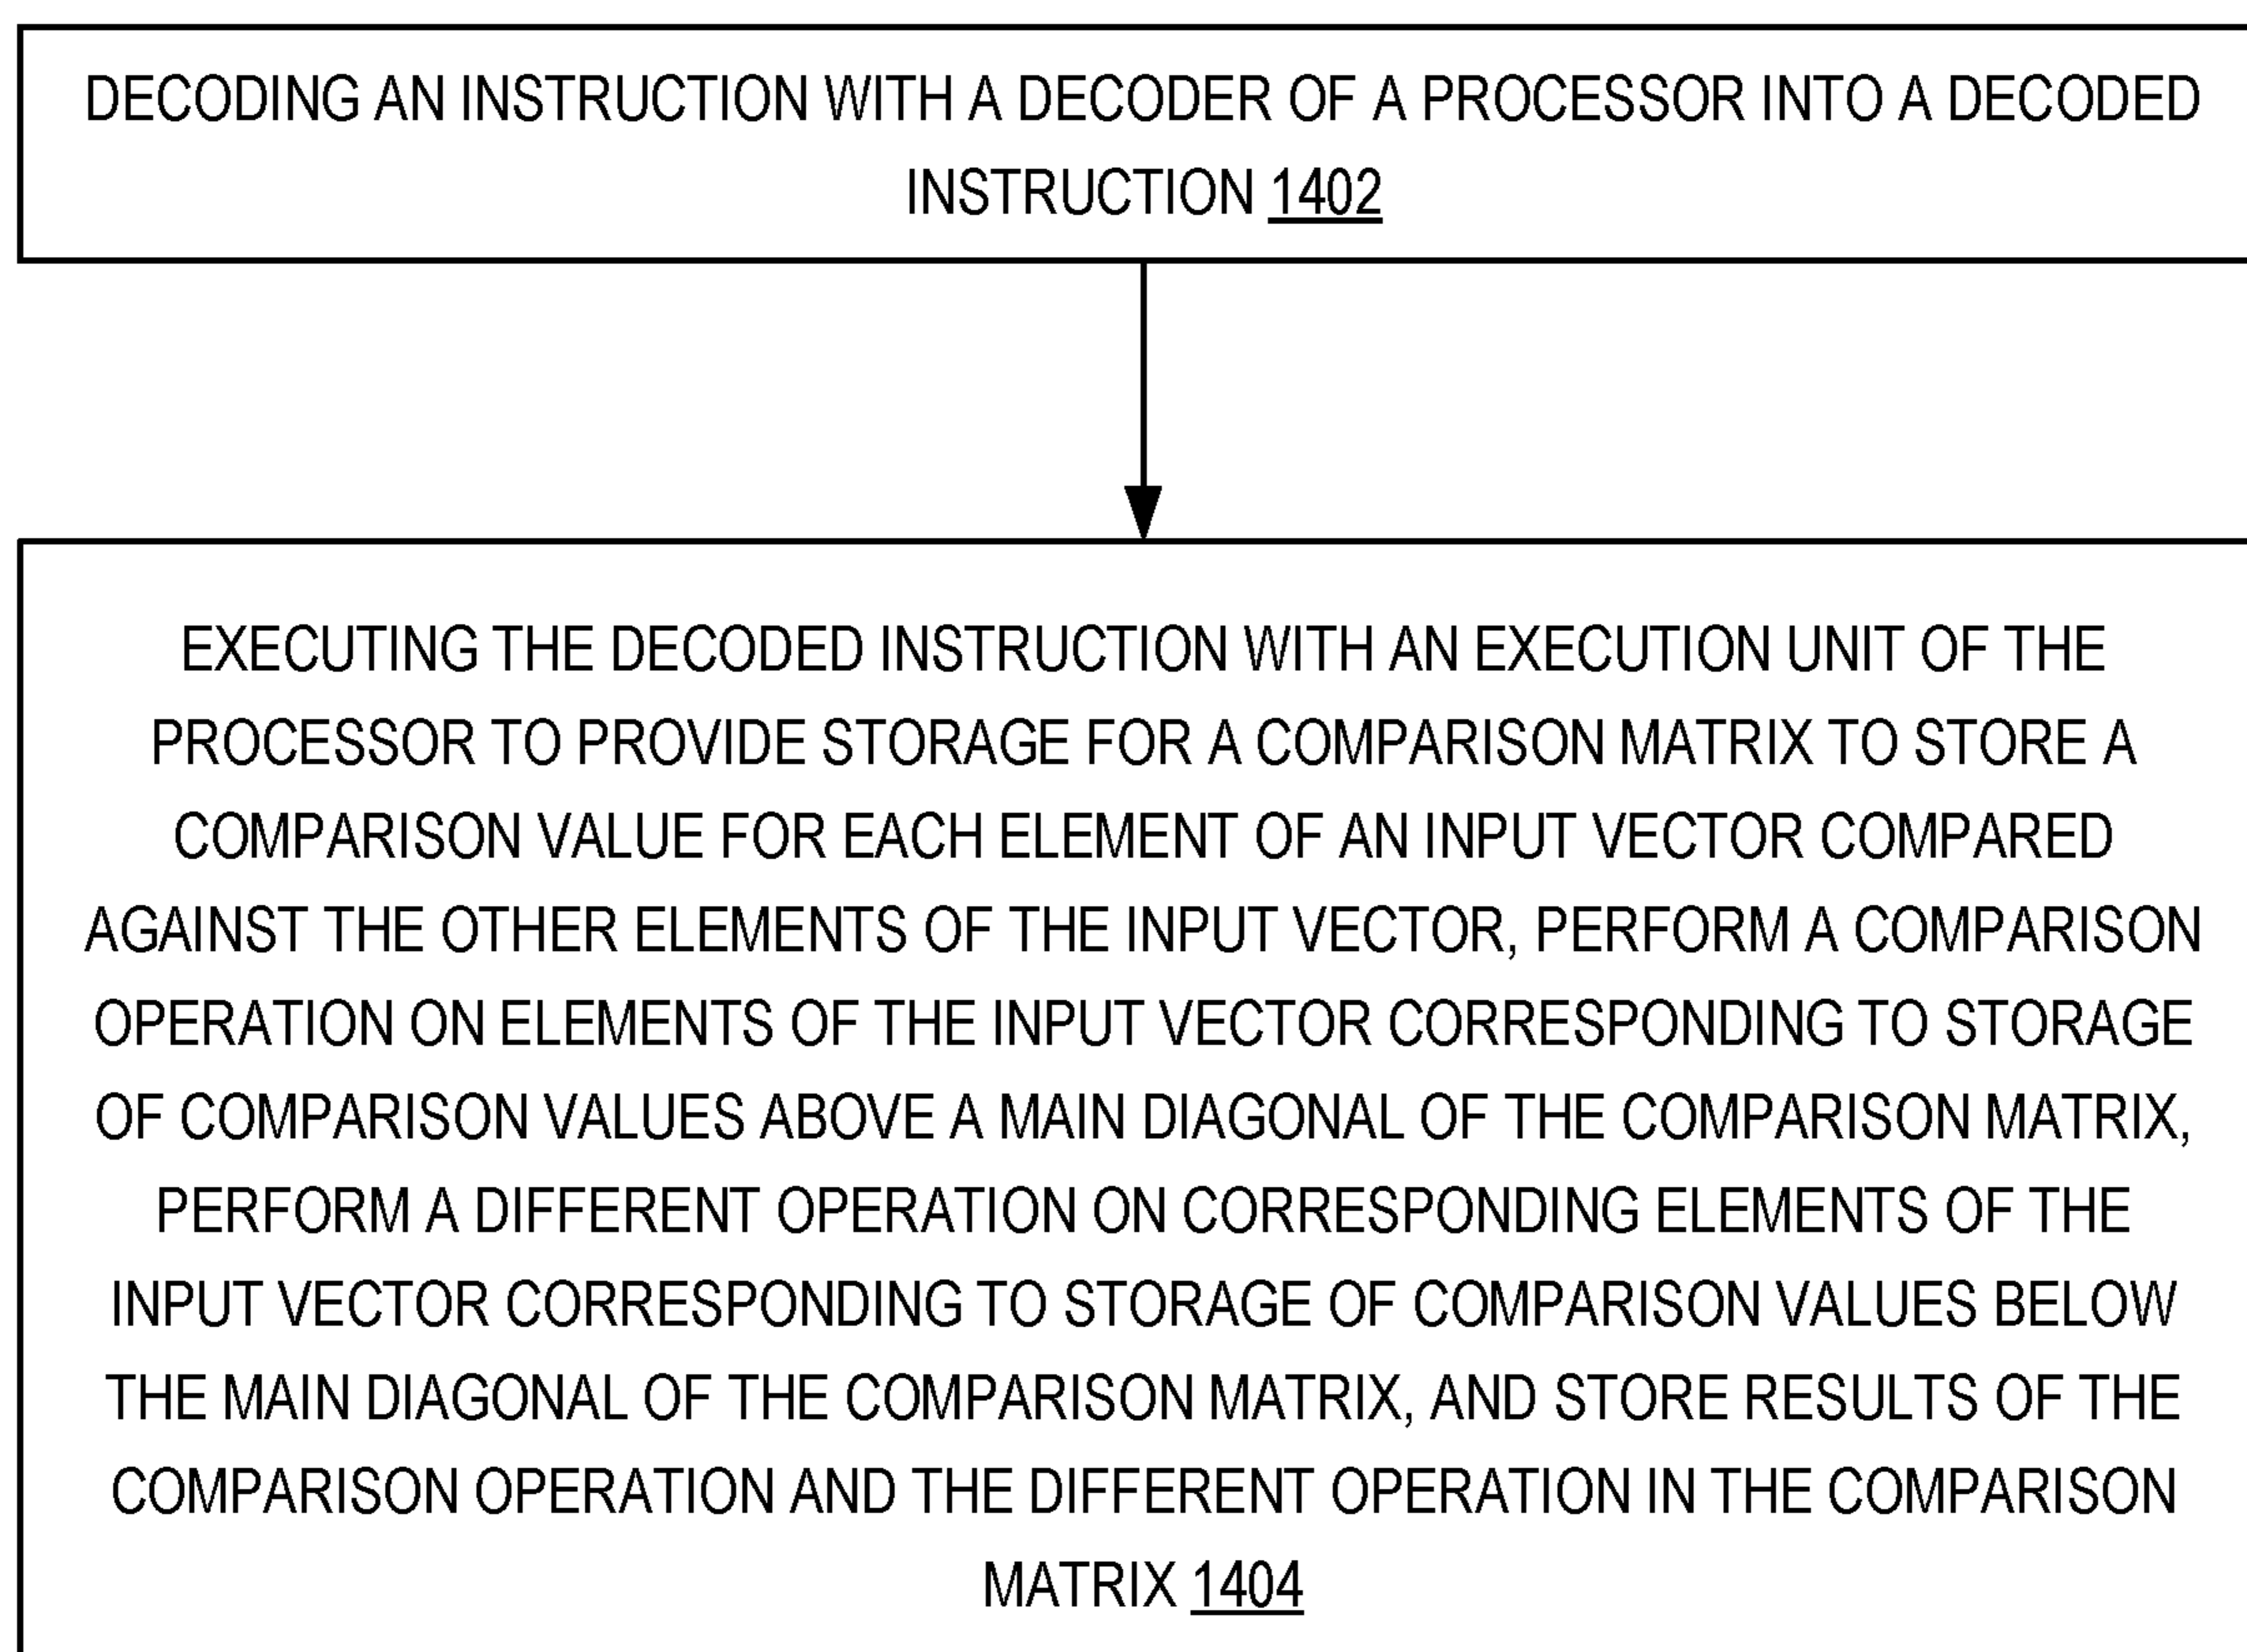 DECODING AN INSTRUCTION WITH A DECODER OF A PROCESSOR INTO A DECODED
INSTRUCTION 1402
EXECUTING THE DECODED INSTRUCTION WITH AN EXECUTION UNIT OF THE
PROCESSOR TO PROVIDE STORAGE FOR A COMPARISON MATRIX TO STORE A
COMPARISON VALUE FOR EACH ELEMENT OF AN INPUT VECTOR COMPARED
AGAINST THE OTHER ELEMENTS OF THE INPUT VECTOR, PERFORM A COMPARISON
OPERATION ON ELEMENTS OF THE INPUT VECTOR CORRESPONDING TO STORAGE
OF COMPARISON VALUES ABOVE A MAIN DIAGONAL OF THE COMPARISON MATRIX,
PERFORM A DIFFERENT OPERATION ON CORRESPONDING ELEMENTS OF THE
INPUT VECTOR CORRESPONDING TO STORAGE OF COMPARISON VALUES BELOW
THE MAIN DIAGONAL OF THE COMPARISON MATRIX, AND STORE RESULTS OF THE
COMPARISON OPERATION AND THE DIFFERENT OPERATION IN THE COMPARISON
MATRIX 1404